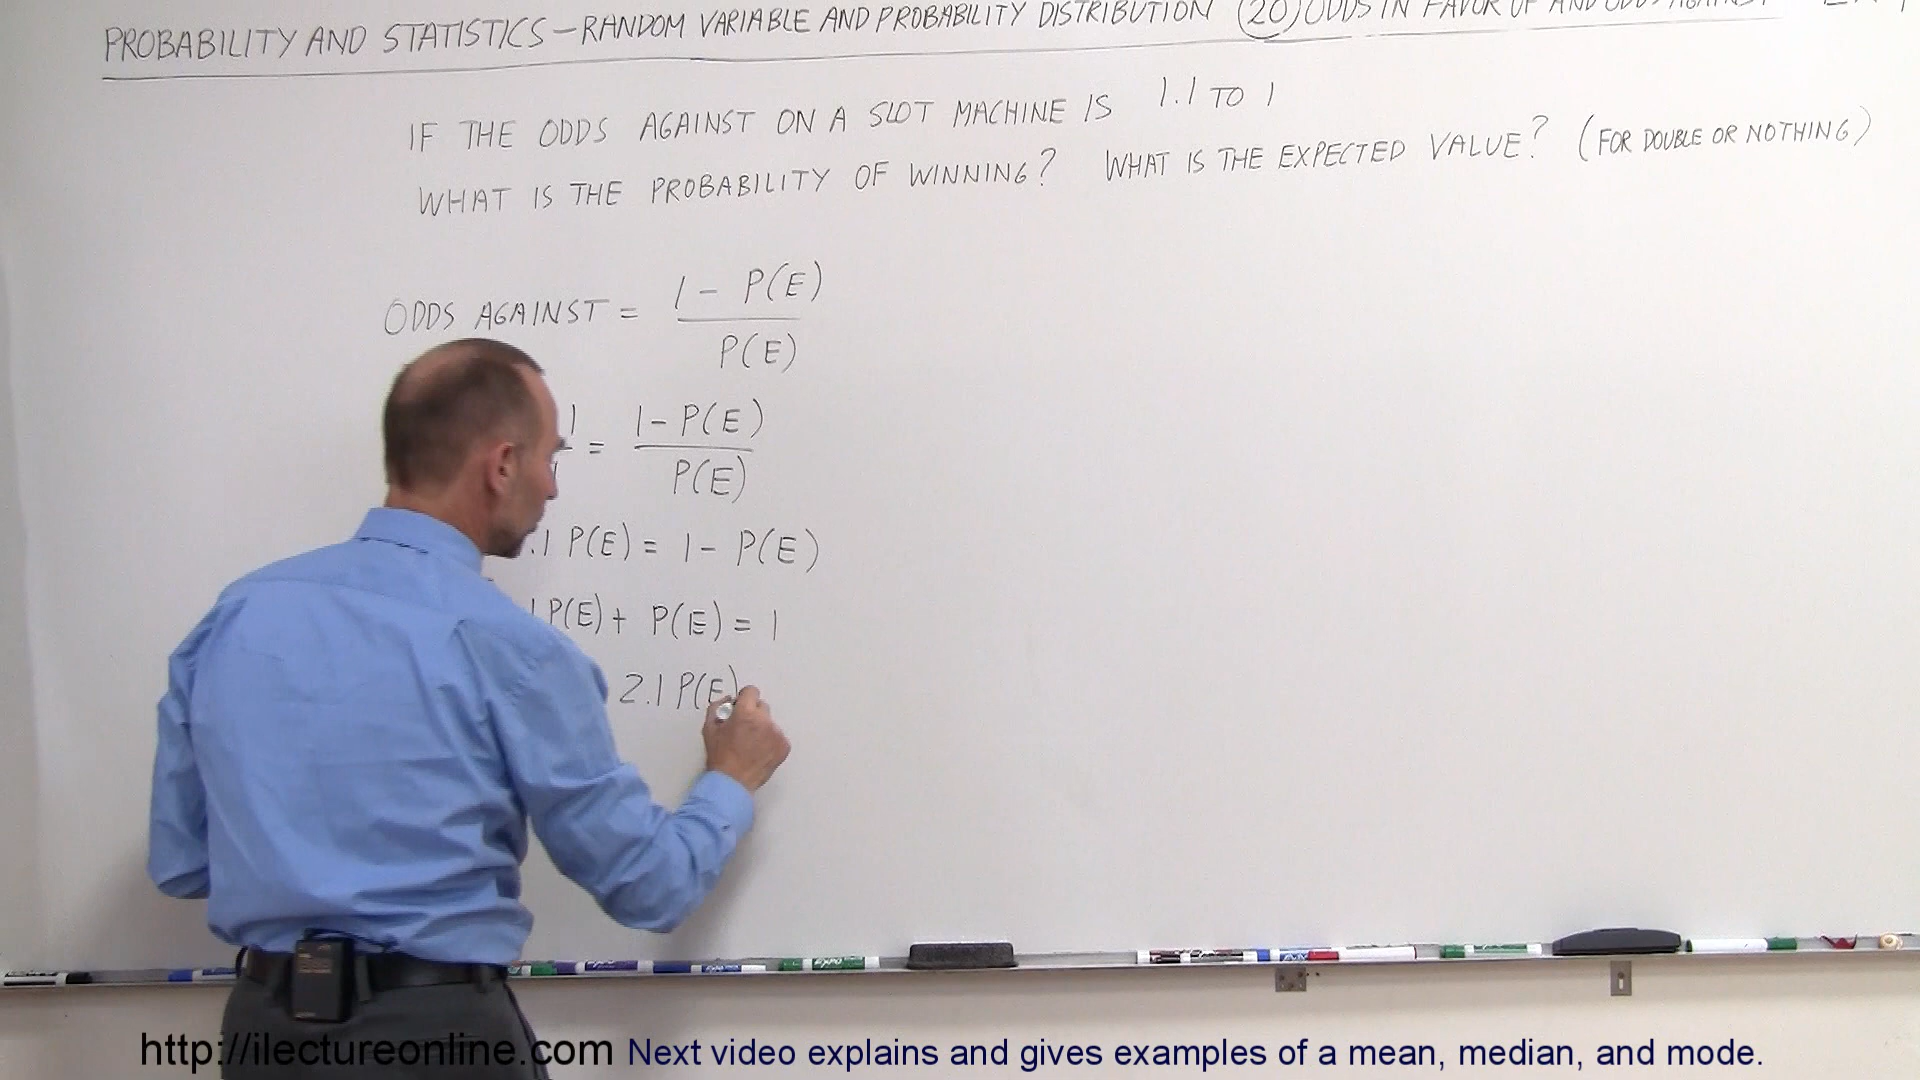 PROBABILITY AND STATISTICS – RANDOM VARIABLE AND PROBABILITY DISTRIBUTION (20) ODDS IN FAVOR OF AND ODDS AGAINST
IF THE ODDS AGAINST ON A SLOT MACHINE IS 1.1 TO 1
WHAT IS THE PROBABILITY OF WINNING? WHAT IS THE EXPECTED VALUE? (FOR DOUBLE OR NOTHING)
ODDS AGAINST = 1 - P(E)
P(E)
1 = 1 - P(E)
P(E)
.1 P(E) = 1 - P(E)
P(E) + P(E) = 1
2.1 P(E)
EXPO
http://ilectureonline.com Next video explains and gives examples of a mean, median, and mode.